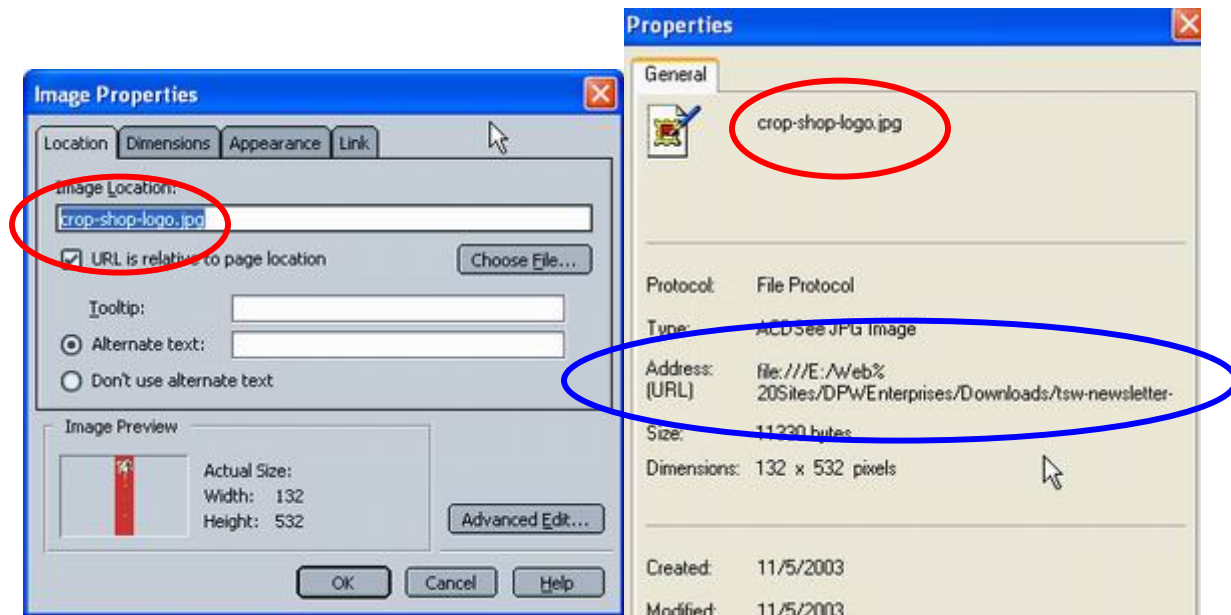 Image Properties
Location Dimensions Appearance Link
Image Location:
crop-shop-logo.jpg
URL is relative to page location
Choose File...
Tooltip:
Alternate text:
Don't use alternate text
Image Preview
Actual Size:
Width: 132
Height: 532
Advanced Edit...
OK Cancel Help
Properties
General
crop-shop-logo.jpg
Protocol: File Protocol
Type: ACDSee JPG Image
Address: file:///E:/Web%
(URL) 20Sites/DPWEnterprises/Downloads/tsw-newsletter-
Size: 11330 bytes
Dimensions: 132 x 532 pixels
Created: 11/5/2003
Modified: 11/5/2003